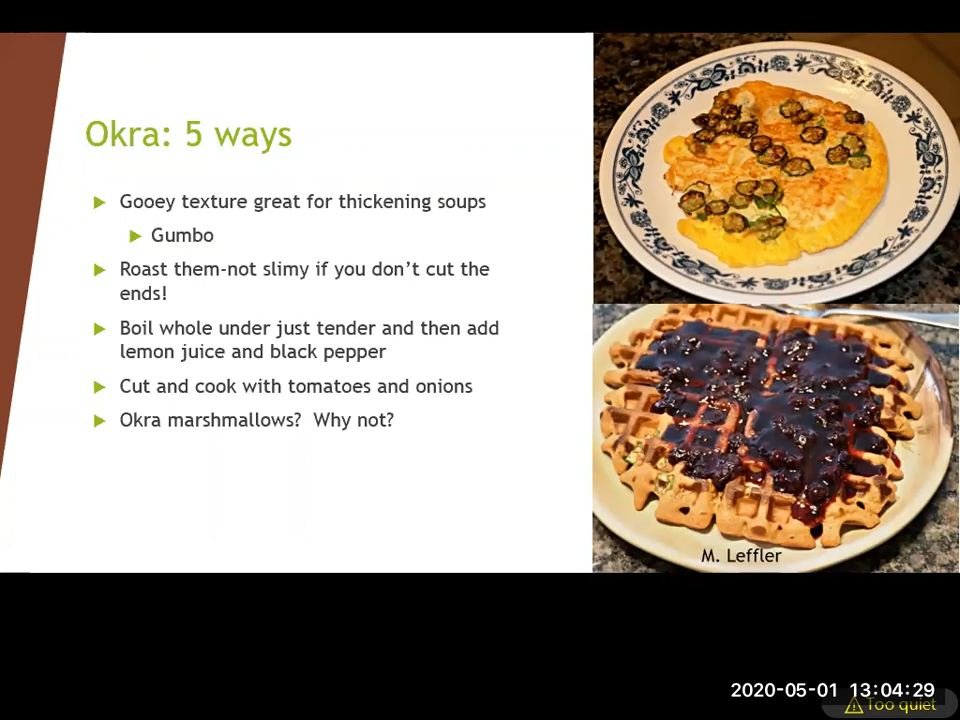 Okra: 5 ways
Gooey texture great for thickening soups
Gumbo
Roast them-not slimy if you don't cut the
ends!
Boil whole under just tender and then add
lemon juice and black pepper
Cut and cook with tomatoes and onions
Okra marshmallows? Why not?
M. Leffler
2020-05-01 13:04:29
Too quiet